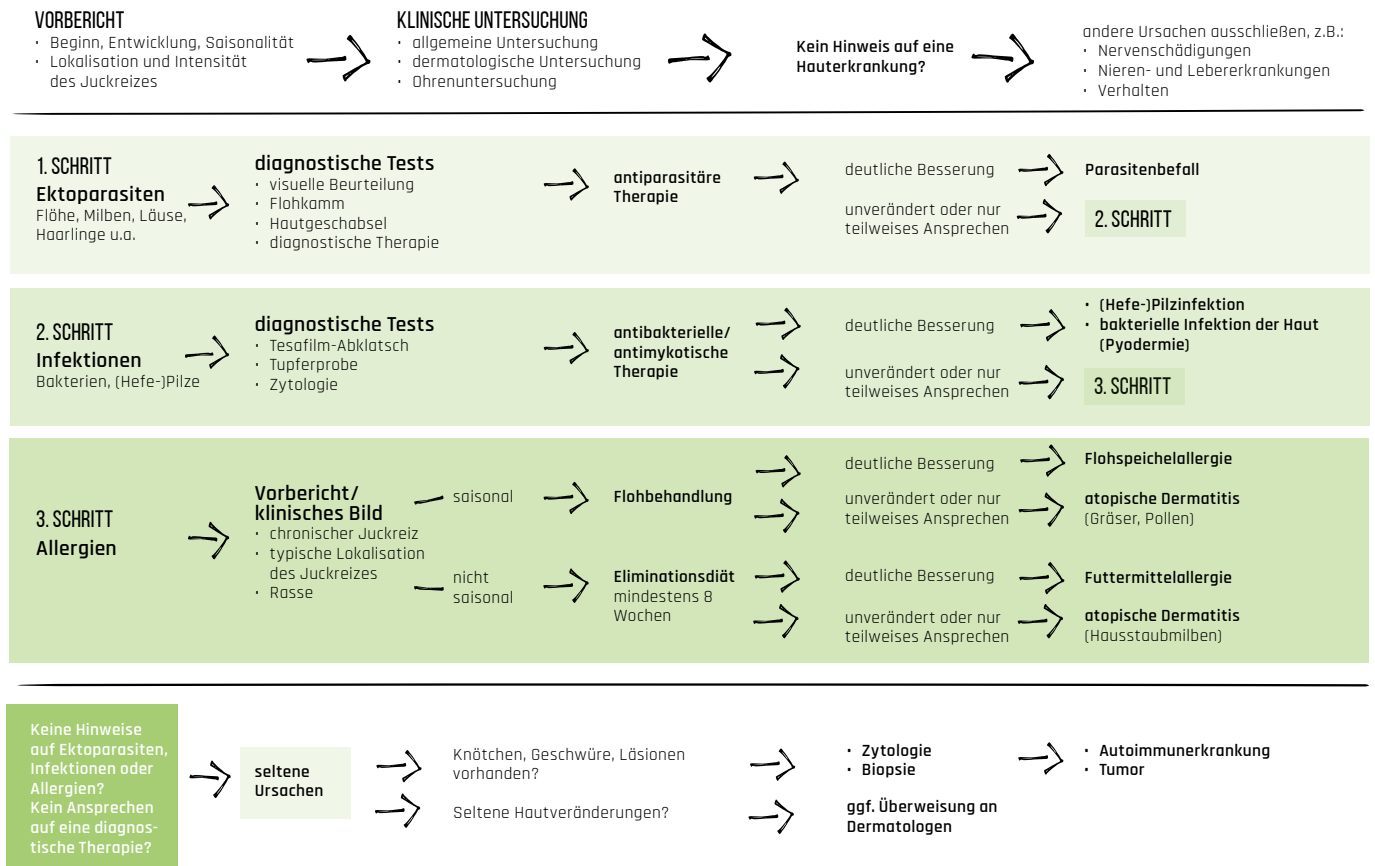 VORBERICHT
· Beginn, Entwicklung, Saisonalität
· Lokalisation und Intensität
des Juckreizes
KLINISCHE UNTERSUCHUNG
· allgemeine Untersuchung
· dermatologische Untersuchung
· Ohrenuntersuchung
Kein Hinweis auf eine
Hauterkrankung?
andere Ursachen ausschließen, z.B.:
· Nervenschädigungen
· Nieren- und Lebererkrankungen
· Verhalten
1. SCHRITT
Ektoparasiten
Flöhe, Milben, Läuse,
Haarlinge u.a.
diagnostische Tests
· visuelle Beurteilung
· Flohkamm
· Hautgeschabsel
· diagnostische Therapie
antiparasitäre
Therapie
deutliche Besserung
Parasitenbefall
unverändert oder nur
teilweises Ansprechen
2. SCHRITT
2. SCHRITT
Infektionen
Bakterien, (Hefe-)Pilze
diagnostische Tests
· Tesafilm-Abklatsch
· Tupferprobe
· Zytologie
antibakterielle/
antimykotische
Therapie
deutliche Besserung
· (Hefe-)Pilzinfektion
· bakterielle Infektion der Haut
(Pyodermie)
unverändert oder nur
teilweises Ansprechen
3. SCHRITT
3. SCHRITT
Allergien
Vorbericht/
klinisches Bild
· chronischer Juckreiz
· typische Lokalisation
des Juckreizes
· Rasse
saisonal
Flohbehandlung
deutliche Besserung
Flohspeichelallergie
unverändert oder nur
teilweises Ansprechen
atopische Dermatitis
(Gräser, Pollen)
nicht
saisonal
Eliminationsdiät
mindestens 8
Wochen
deutliche Besserung
Futtermittelallergie
unverändert oder nur
teilweises Ansprechen
atopische Dermatitis
(Hausstaubmilben)
Keine Hinweise
auf Ektoparasiten,
Infektionen oder
Allergien?
Kein Ansprechen
auf eine diagnos-
tische Therapie?
seltene
Ursachen
Knötchen, Geschwüre, Läsionen
vorhanden?
· Zytologie
· Biopsie
· Autoimmunerkrankung
· Tumor
Seltene Hautveränderungen?
ggf. Überweisung an
Dermatologen